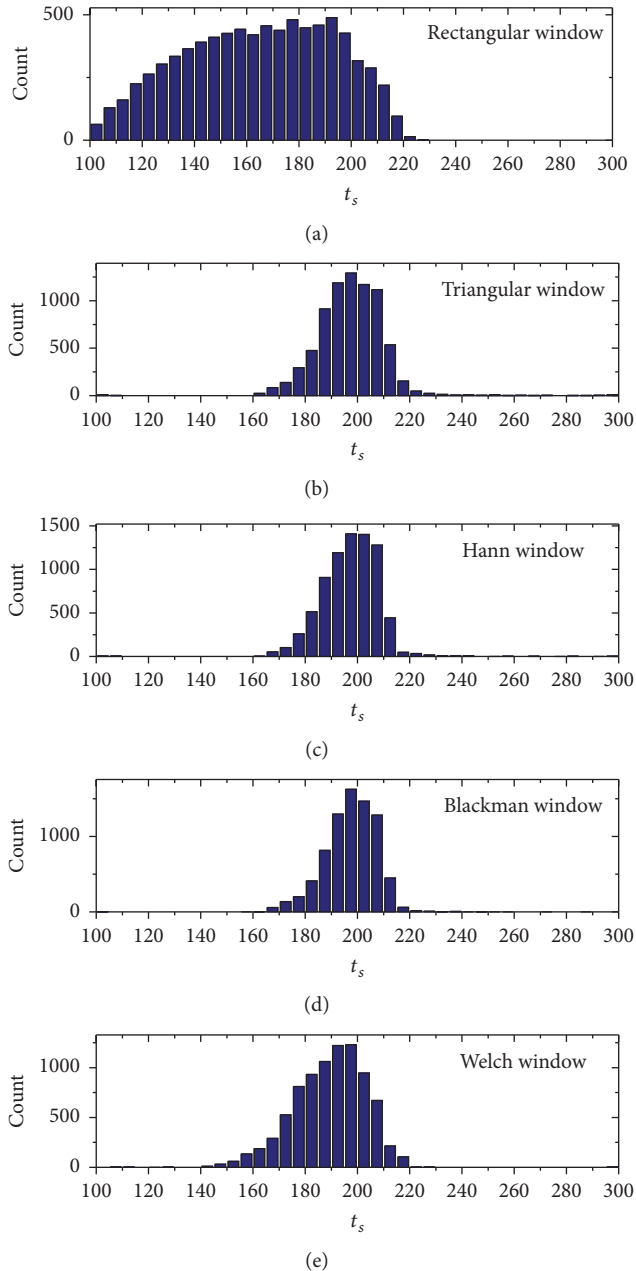 500
Rectangular window
Count
0
100 120 140 160 180 200 220 240 260 280 300
t_s
(a)
1000
Triangular window
Count
500
0
100 120 140 160 180 200 220 240 260 280 300
t_s
(b)
1500
Hann window
1000
Count
500
0
100 120 140 160 180 200 220 240 260 280 300
t_s
(c)
Blackman window
1000
Count
0
100 120 140 160 180 200 220 240 260 280 300
t_s
(d)
1000
Welch window
Count
500
0
100 120 140 160 180 200 220 240 260 280 300
t_s
(e)